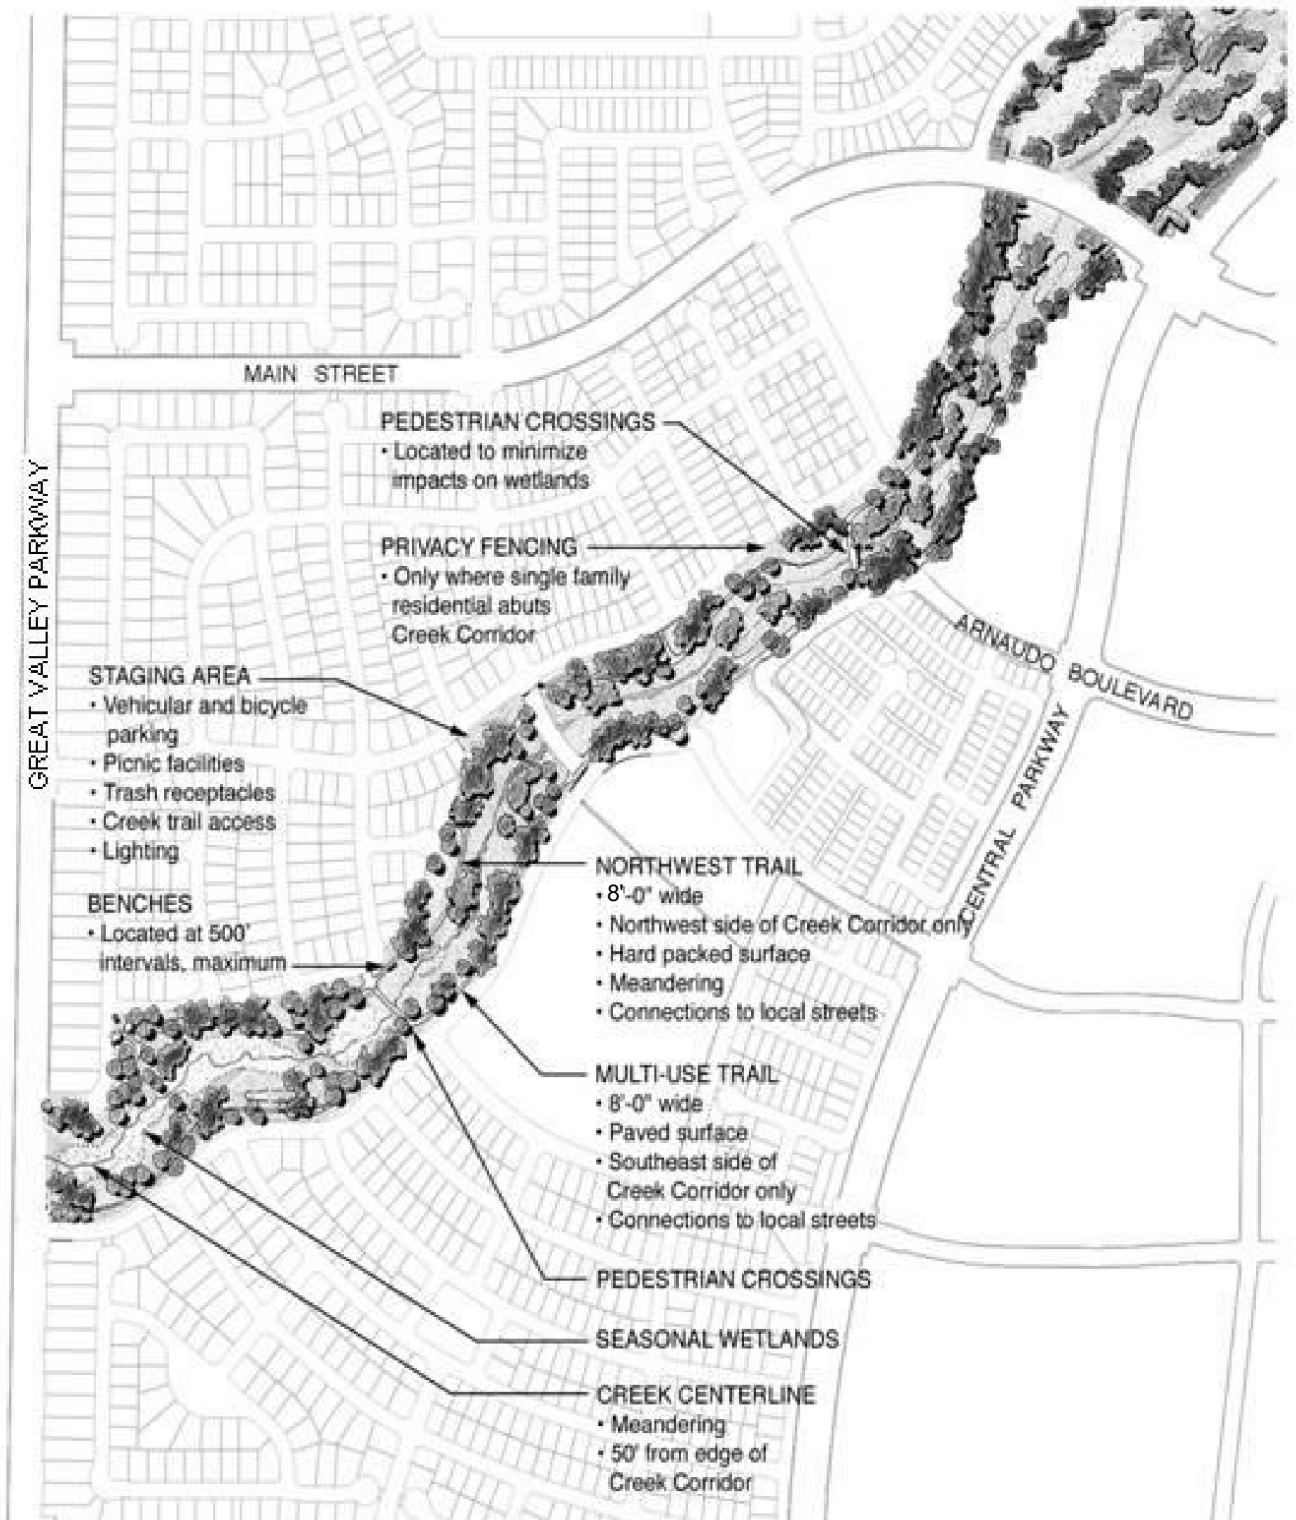 MAIN STREET
PEDESTRIAN CROSSINGS
• Located to minimize
impacts on wetlands
GREAT VALLEY PARKWAY
PRIVACY FENCING
• Only where single family
residential abuts
Creek Corridor
ARNAUDO BOULEVARD
STAGING AREA
• Vehicular and bicycle
parking
• Picnic facilities
• Trash receptacles
• Creek trail access
• Lighting
CENTRAL PARKWAY
BENCHES
• Located at 500'
intervals, maximum
NORTHWEST TRAIL
• 8'-0" wide
• Northwest side of Creek Corridor only
• Hard packed surface
• Meandering
• Connections to local streets
MULTI-USE TRAIL
• 8'-0" wide
• Paved surface
• Southeast side of
Creek Corridor only
• Connections to local streets
PEDESTRIAN CROSSINGS
SEASONAL WETLANDS
CREEK CENTERLINE
• Meandering
• 50' from edge of
Creek Corridor